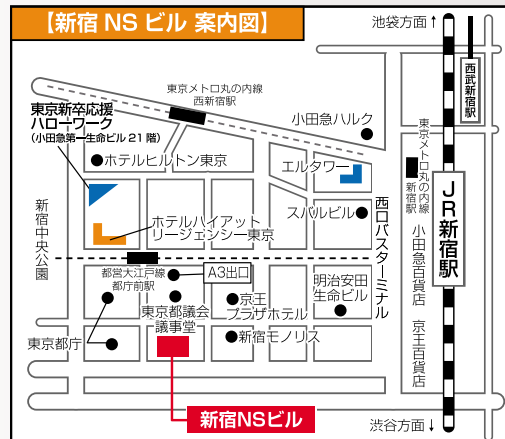 【新宿 NS ビル 案内図】
池袋方面↑
西武新宿駅
東京メトロ丸の内線
西新宿駅
東京新卒応援
ハローワーク
(小田急第一生命ビル 21 階)
小田急ハルク
東京メトロ丸の内線
新宿駅
ホテルヒルトン東京
エルタワー
JR新宿駅
新宿中央公園
ホテルハイアット
リージェンシー東京
スバルビル
西口バスターミナル
小田急百貨店
都営大江戸線
都庁前駅
A3出口
明治安田
生命ビル
東京都議会
議事堂
京王
プラザホテル
京王百貨店
東京都庁
新宿モノリス
新宿NSビル
渋谷方面↓